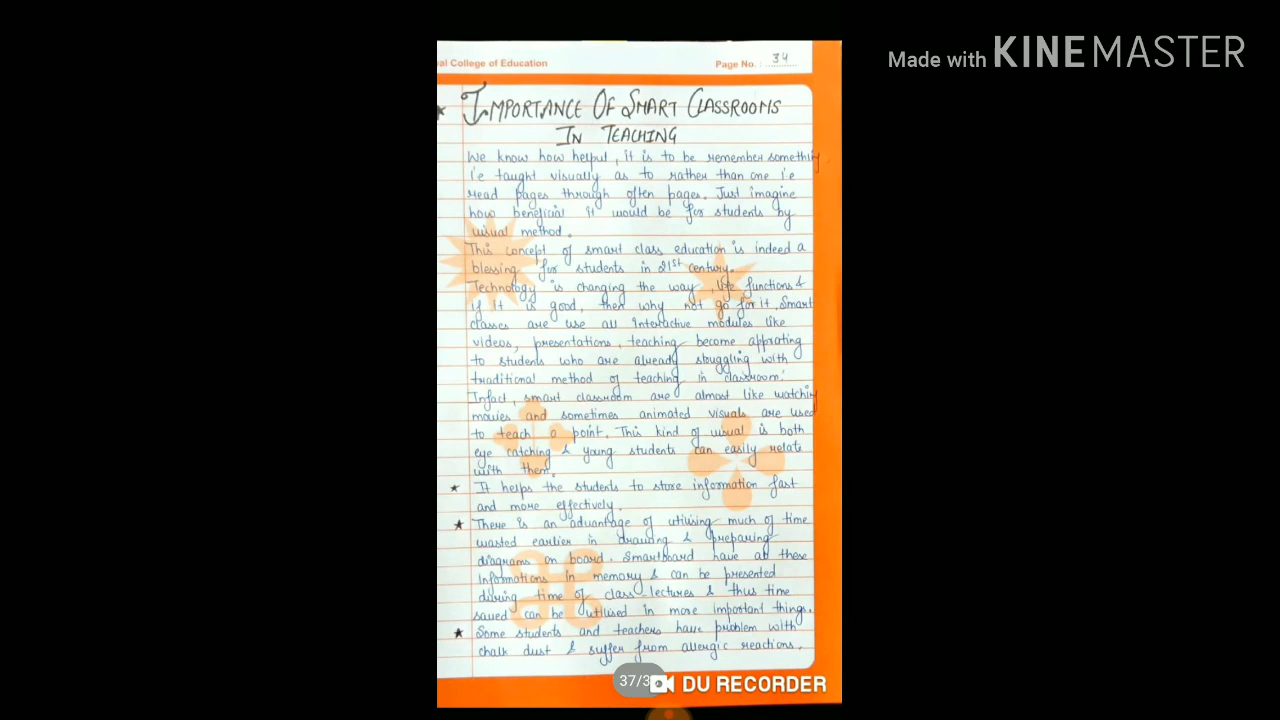 Made with KINEMASTER
al College of Education
Page No. : 34
★ IMPORTANCE OF SMART CLASSROOMS
IN TEACHING
We know how helpful, it is to be remember somethin
i'e taught visually as to rather than one i'e
read pages through often pages. Just imagine
how beneficial it would be for students by
usual method.
This concept of smart class education is indeed a
blessing for students in 21st century.
Technology is changing the way, life functions &
if it is good, then why not go for it. Smart
classes are use all interactive modules like
videos, presentations, teaching become apprating
to students who are already struggling with
traditional method of teaching in classroom.
Infact, smart classroom are almost like watching
movies and sometimes animated visuals are used
to teach a point. This kind of usual is both
eye catching & young students can easily relate
with them.
★ It helps the students to store information fast
and more effectively.
★ There is an advantage of utilising much of time
wasted earlier in drawing & preparing
diagrams on board. Smartboard have all these
informations in memory & can be presented
during time of class lectures & thus time
saved can be utilised in more important things.
★ Some students and teachers have problem with
chalk dust & suffer from allergic reactions.
37/3
DU RECORDER